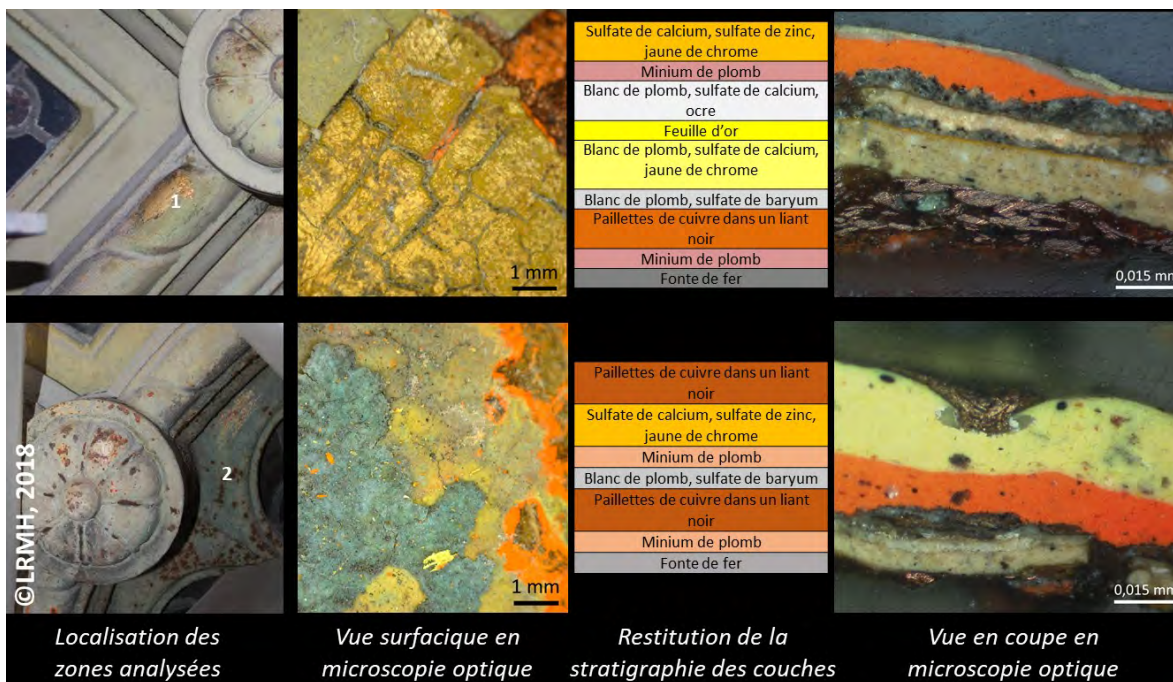 Sulfate de calcium, sulfate de zinc,
jaune de chrome
Minium de plomb
Blanc de plomb, sulfate de calcium,
ocre
Feuille d'or
Blanc de plomb, sulfate de calcium,
jaune de chrome
Blanc de plomb, sulfate de baryum
Paillettes de cuivre dans un liant
noir
Minium de plomb
Fonte de fer
1
1 mm
0,015 mm
Paillettes de cuivre dans un liant
noir
Sulfate de calcium, sulfate de zinc,
jaune de chrome
Minium de plomb
Blanc de plomb, sulfate de baryum
Paillettes de cuivre dans un liant
noir
Minium de plomb
Fonte de fer
2
1 mm
0,015 mm
©LRMH, 2018
Localisation des
zones analysées
Vue surfacique en
microscopie optique
Restitution de la
stratigraphie des couches
Vue en coupe en
microscopie optique